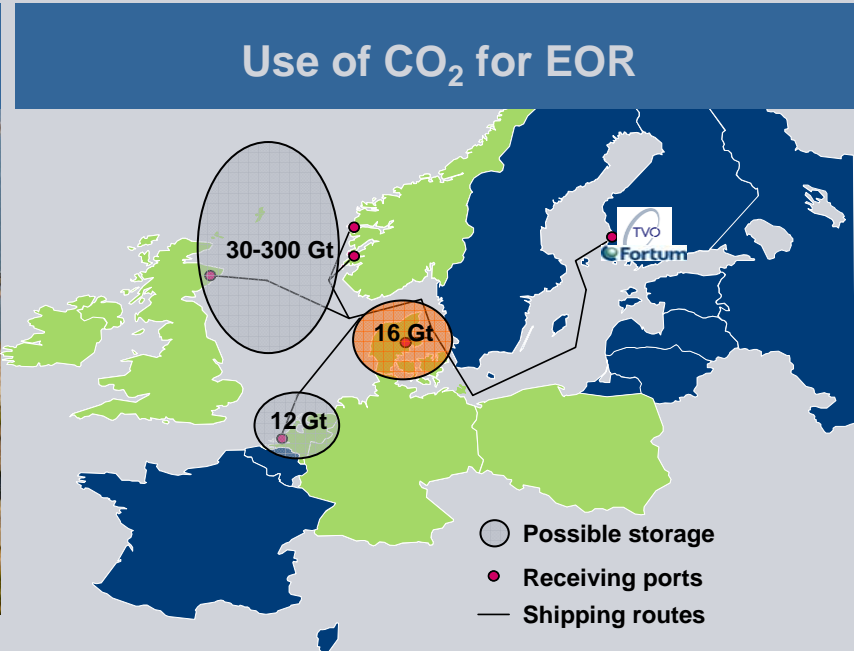 Use of CO₂ for EOR
30-300 Gt
TVO
Fortum
16 Gt
12 Gt
Possible storage
Receiving ports
Shipping routes